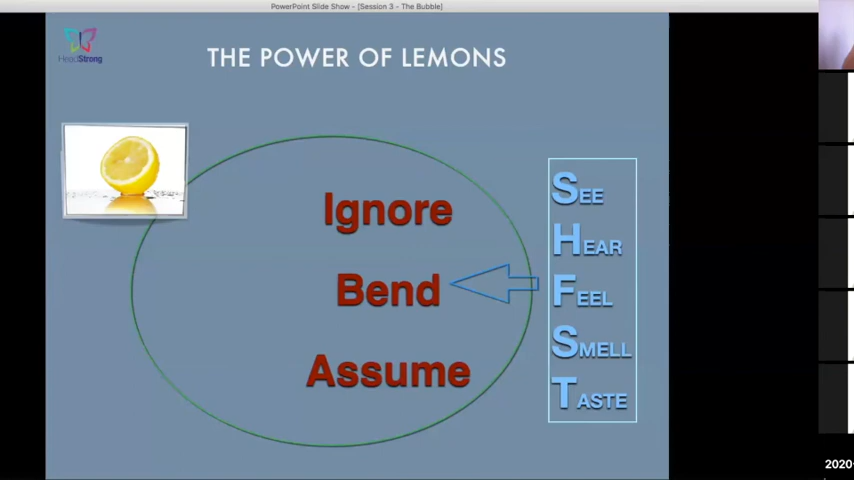 PowerPoint Slide Show - [Session 3 - The Bubble]
HeadStrong
THE POWER OF LEMONS
Ignore
Bend
Assume
SEE
HEAR
FEEL
SMELL
TASTE
2020-